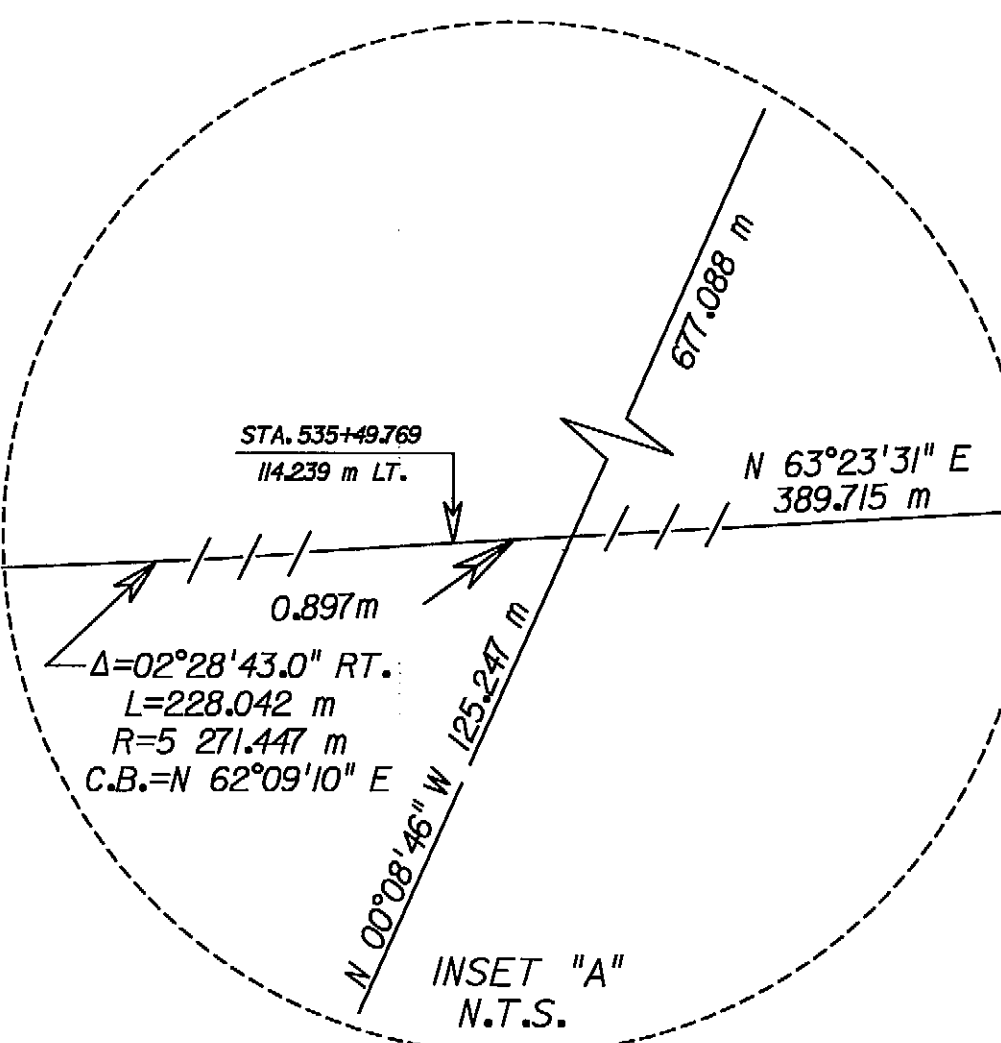 677.088 m
STA. 535+49.769
114.239 m LT.
N 63°23'31" E
389.715 m
0.897m
Δ=02°28'43.0" RT.
L=228.042 m
R=5 271.447 m
C.B.=N 62°09'10" E
N 00°08'46" W 125.247 m
INSET "A"
N.T.S.